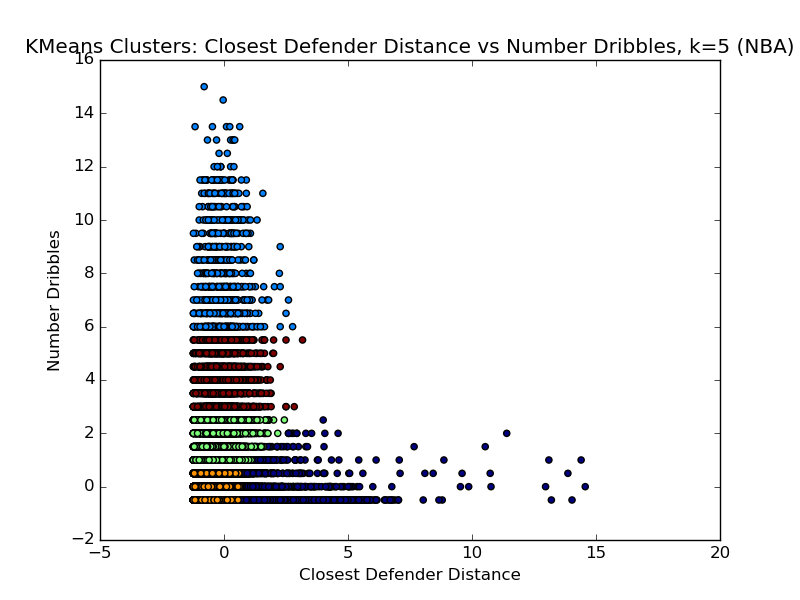 KMeans Clusters: Closest Defender Distance vs Number Dribbles, k=5 (NBA)
16
14
12
10
8
6
4
2
0
−2
Number Dribbles
−5 0 5 10 15 20
Closest Defender Distance